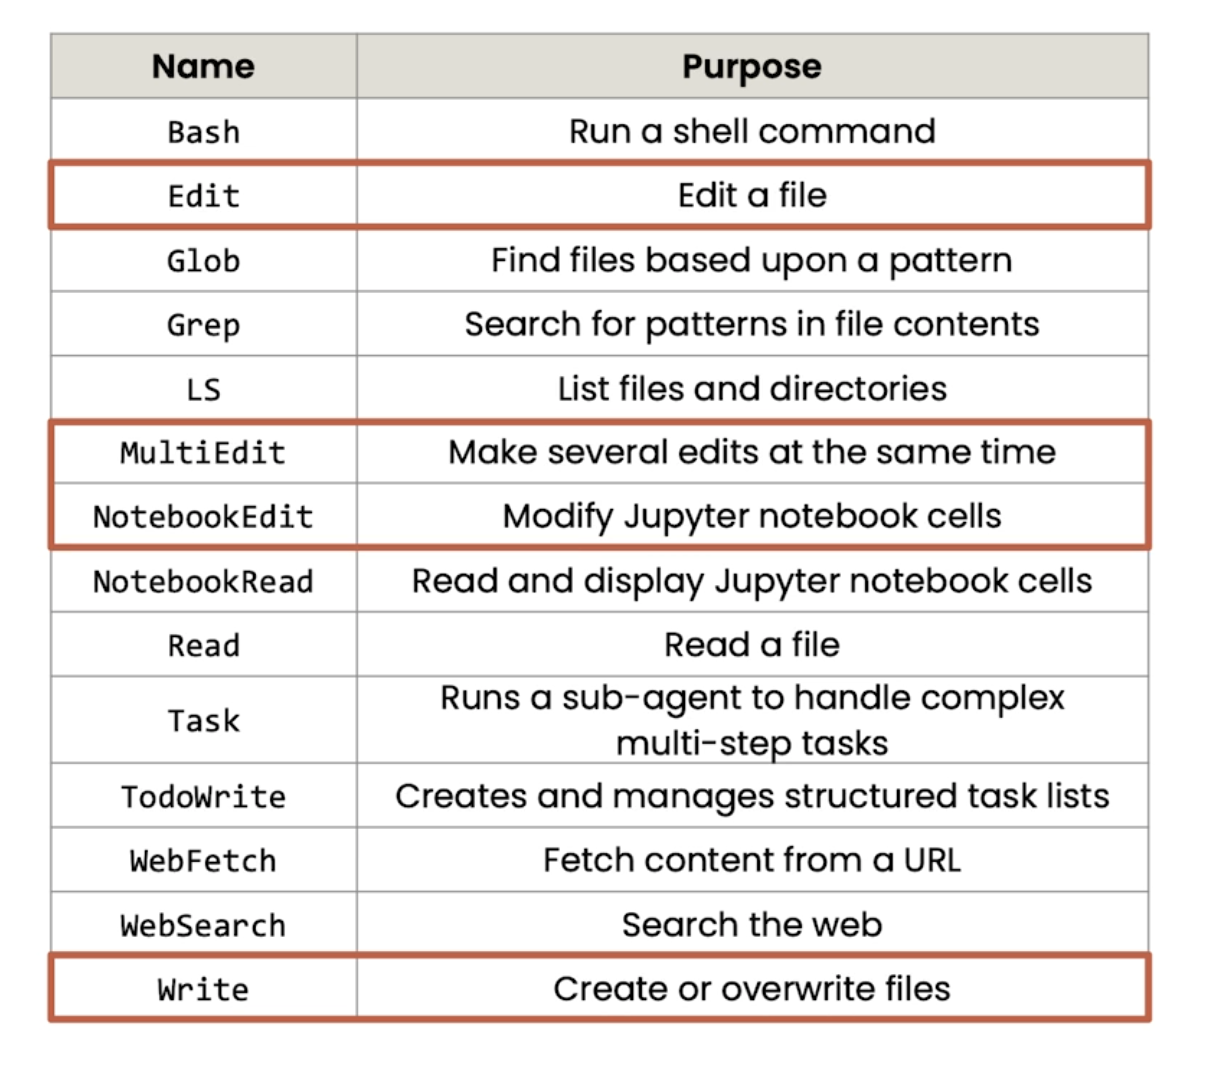 Name Purpose
Bash Run a shell command
Edit Edit a file
Glob Find files based upon a pattern
Grep Search for patterns in file contents
LS List files and directories
MultiEdit Make several edits at the same time
NotebookEdit Modify Jupyter notebook cells
NotebookRead Read and display Jupyter notebook cells
Read Read a file
Task Runs a sub-agent to handle complex
multi-step tasks
TodoWrite Creates and manages structured task lists
WebFetch Fetch content from a URL
WebSearch Search the web
Write Create or overwrite files